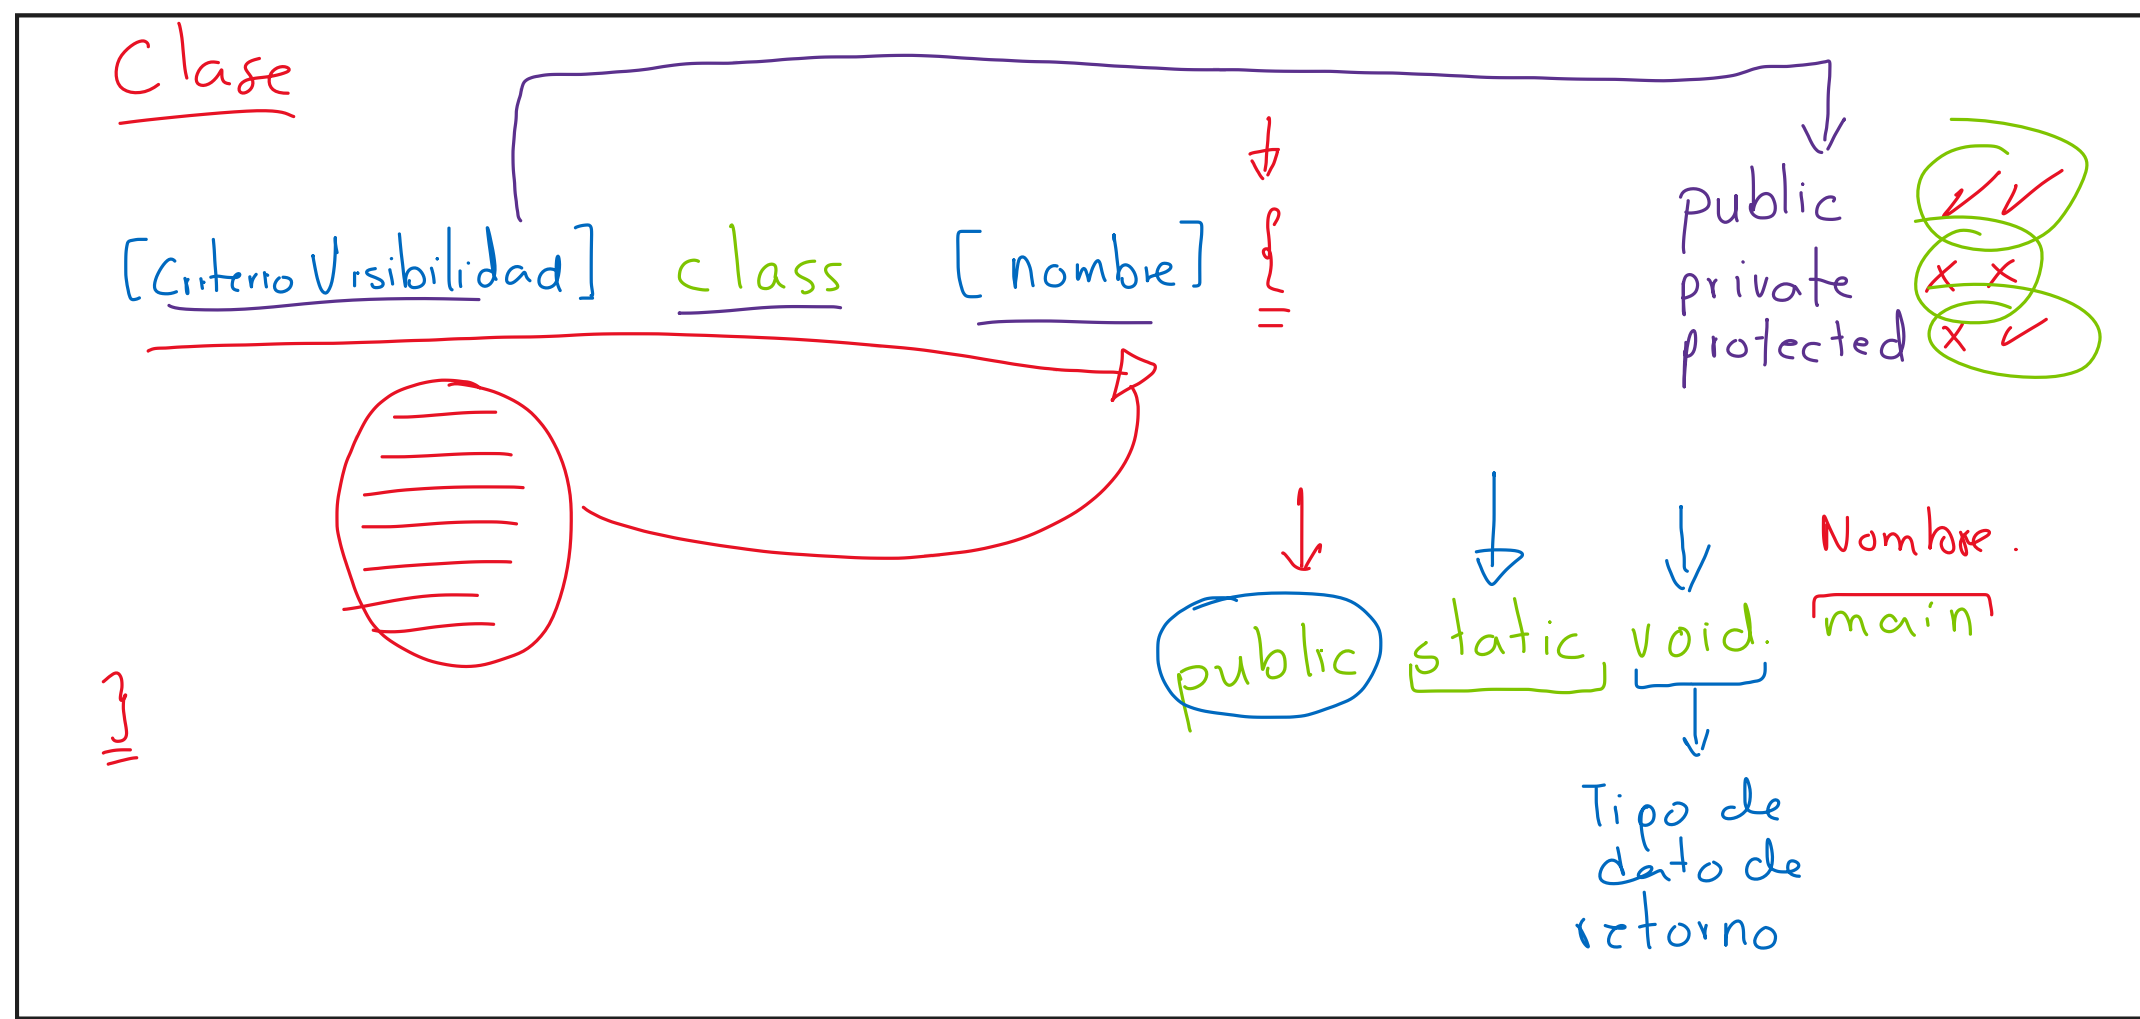 Clase
[Criterio Visibilidad] class [nombre] {
public ✓ ✓
private x x
protected x ✓
Nombre.
public static void. main
Tipo de
dato de
retorno
}